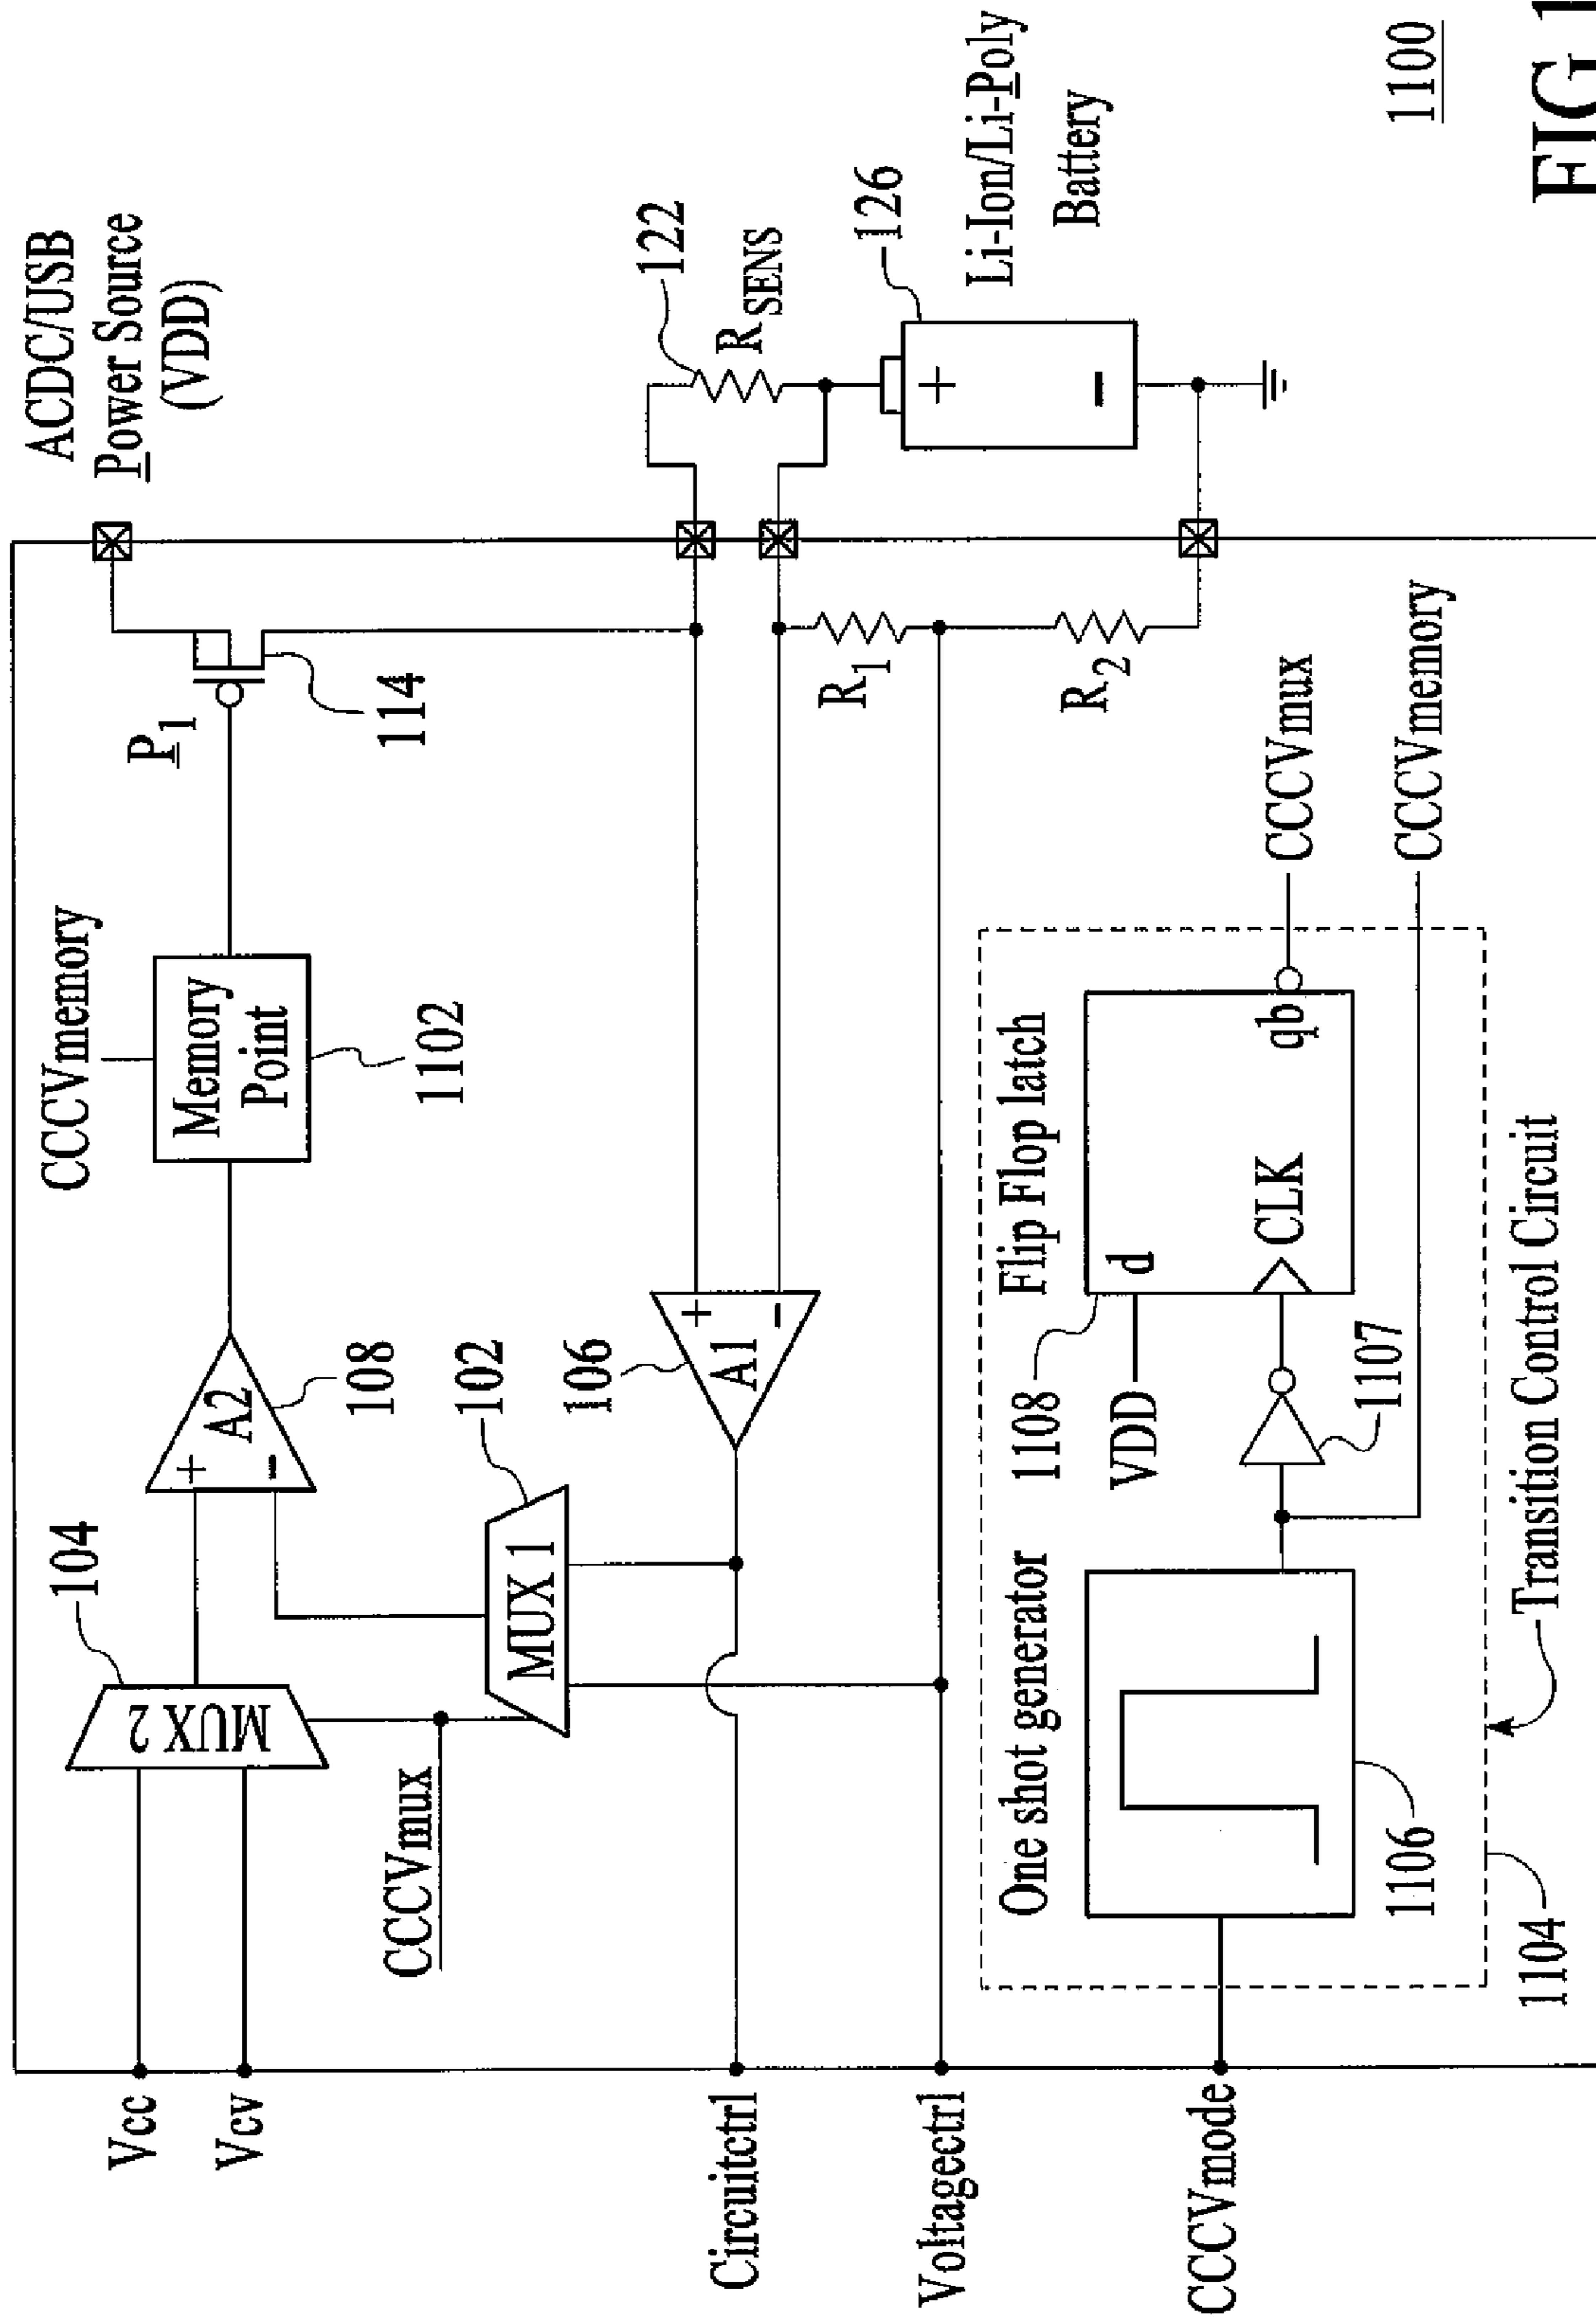 ACDC/USB
Power Source
(VDD)
CCCVmemory
P1
114
Memory
Point
1102
A2
+
-
108
104
MUX 2
Vcc
Vcv
CCCVmux
102
MUX 1
106
A1
+
-
122
RSENS
126
+
-
Li-Ion/Li-Poly
Battery
R1
R2
Circuitctrl
Voltagectrl
CCCVmode
One shot generator
1106
1107
Flip Flop latch
1108
VDD
d
CLK
qb
CCCVmux
CCCVmemory
1104
Transition Control Circuit
1100